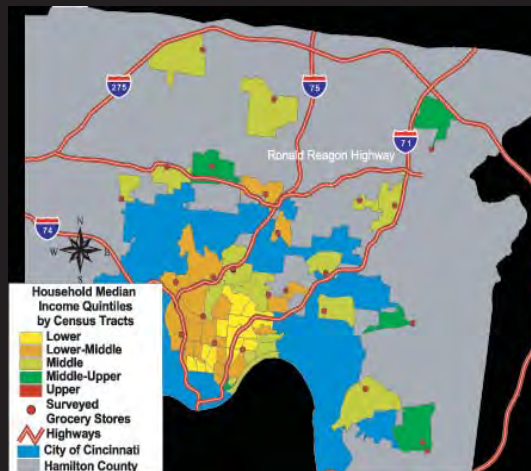 275
75
71
Ronald Reagon Highway
74
N
W
E
S
Household Median
Income Quintiles
by Census Tracts
Lower
Lower-Middle
Middle
Middle-Upper
Upper
Surveyed
Grocery Stores
Highways
City of Cincinnati
Hamilton County